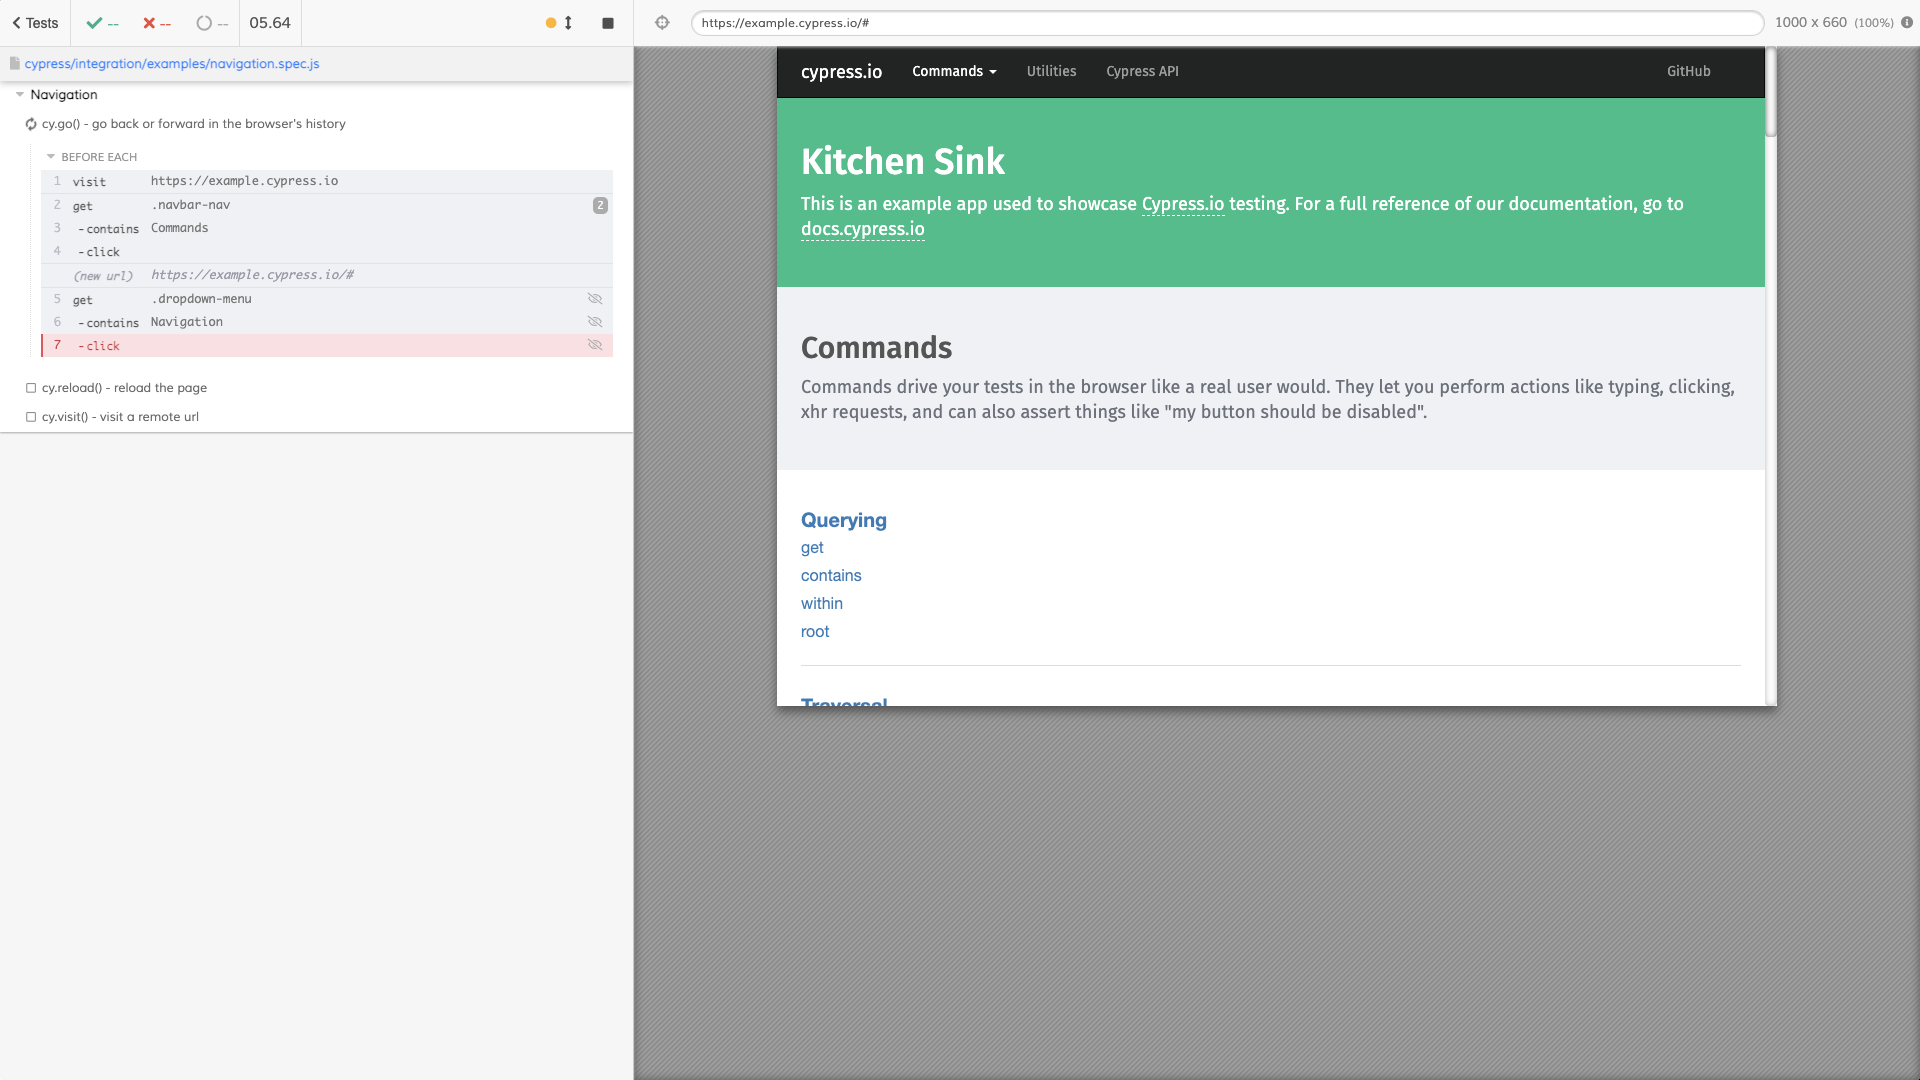 Tests -- -- -- 05.64
cypress/integration/examples/navigation.spec.js
Navigation
cy.go() - go back or forward in the browser's history
BEFORE EACH
1 visit https://example.cypress.io
2 get .navbar-nav 2
3 -contains Commands
4 -click
(new url) https://example.cypress.io/#
5 get .dropdown-menu
6 -contains Navigation
7 -click
cy.reload() - reload the page
cy.visit() - visit a remote url
https://example.cypress.io/# 1000 x 660 (100%)
cypress.io Commands Utilities Cypress API GitHub
Kitchen Sink
This is an example app used to showcase Cypress.io testing. For a full reference of our documentation, go to
docs.cypress.io
Commands
Commands drive your tests in the browser like a real user would. They let you perform actions like typing, clicking,
xhr requests, and can also assert things like "my button should be disabled".
Querying
get
contains
within
root
Traversal